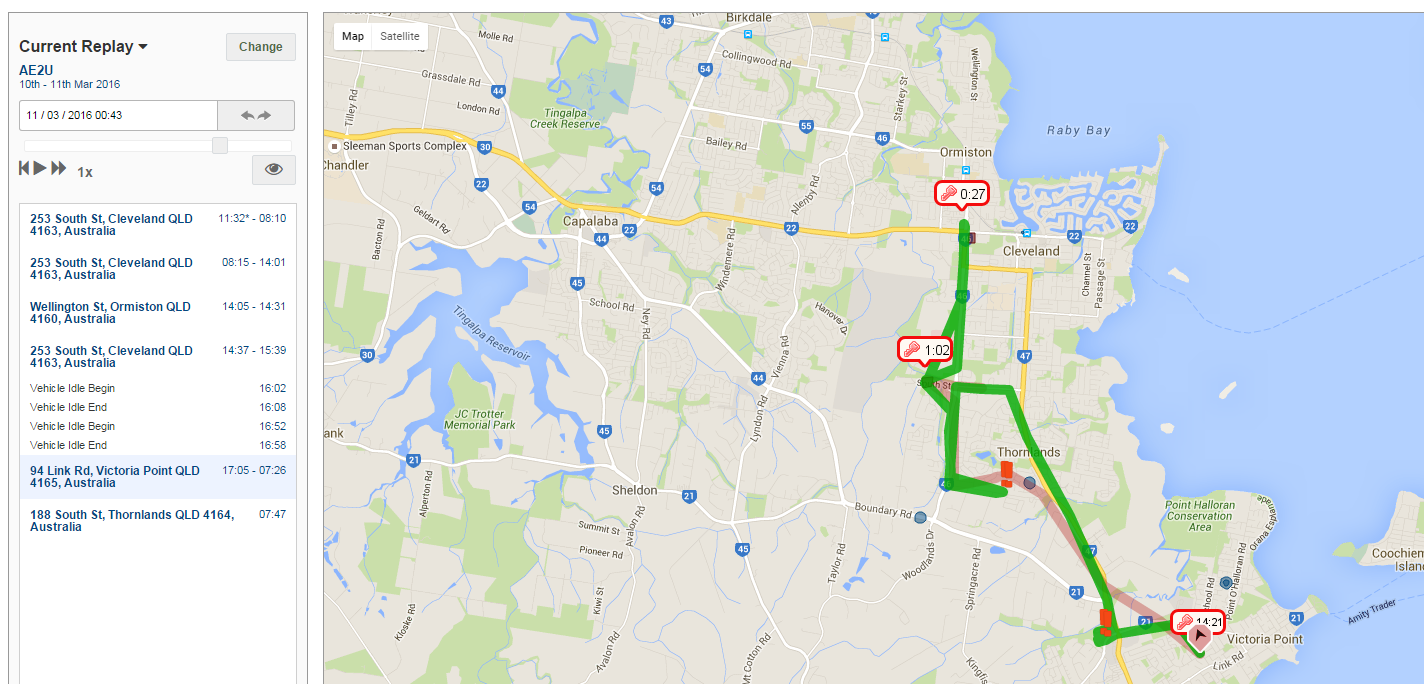 Current Replay
Change
AE2U
10th - 11th Mar 2016
11 / 03 / 2016 00:43
1x
253 South St, Cleveland QLD
4163, Australia
11:32* - 08:10
253 South St, Cleveland QLD
4163, Australia
08:15 - 14:01
Wellington St, Ormiston QLD
4160, Australia
14:05 - 14:31
253 South St, Cleveland QLD
4163, Australia
14:37 - 15:39
Vehicle Idle Begin
16:02
Vehicle Idle End
16:08
Vehicle Idle Begin
16:52
Vehicle Idle End
16:58
94 Link Rd, Victoria Point QLD
4165, Australia
17:05 - 07:26
188 South St, Thornlands QLD 4164,
Australia
07:47
Map
Satellite
Birkdale
43
Molle Rd
Collingwood Rd
Wellington St
54
Grassdale Rd
44
Tilley Rd
London Rd
Tingalpa
Creek Reserve
Starkey St
55
46
Raby Bay
Bailey Rd
Sleeman Sports Complex
30
Chandler
Ormiston
22
54
0:27
Allenby Rd
54
Geldart Rd
Capalaba
22
44
22
22
22
Bacton Rd
Windemere Rd
Cleveland
Channel St
Passage St
45
School Rd
Ney Rd
Hanover Dr
Tingalpa Reservoir
30
Vienna Rd
1:02
47
44
South St
JC Trotter
Memorial Park
Lyndon Rd
45
ank
21
Thornlands
Alperton Rd
Sheldon
21
Boundary Rd
Point Halloran
Conservation
Area
Orana Esplanade
Summit St
Avalon Rd
Pioneer Rd
45
Taylor Rd
Woodlands Dr
Springacre Rd
47
Coochiem
Island
Point O'Halloran Rd
School Rd
21
Kiwi St
Kloske Rd
Amity Trader
21
14:21
21
Victoria Point
Link Rd
Avalon Rd
Mt Cotton Rd
Kingfis